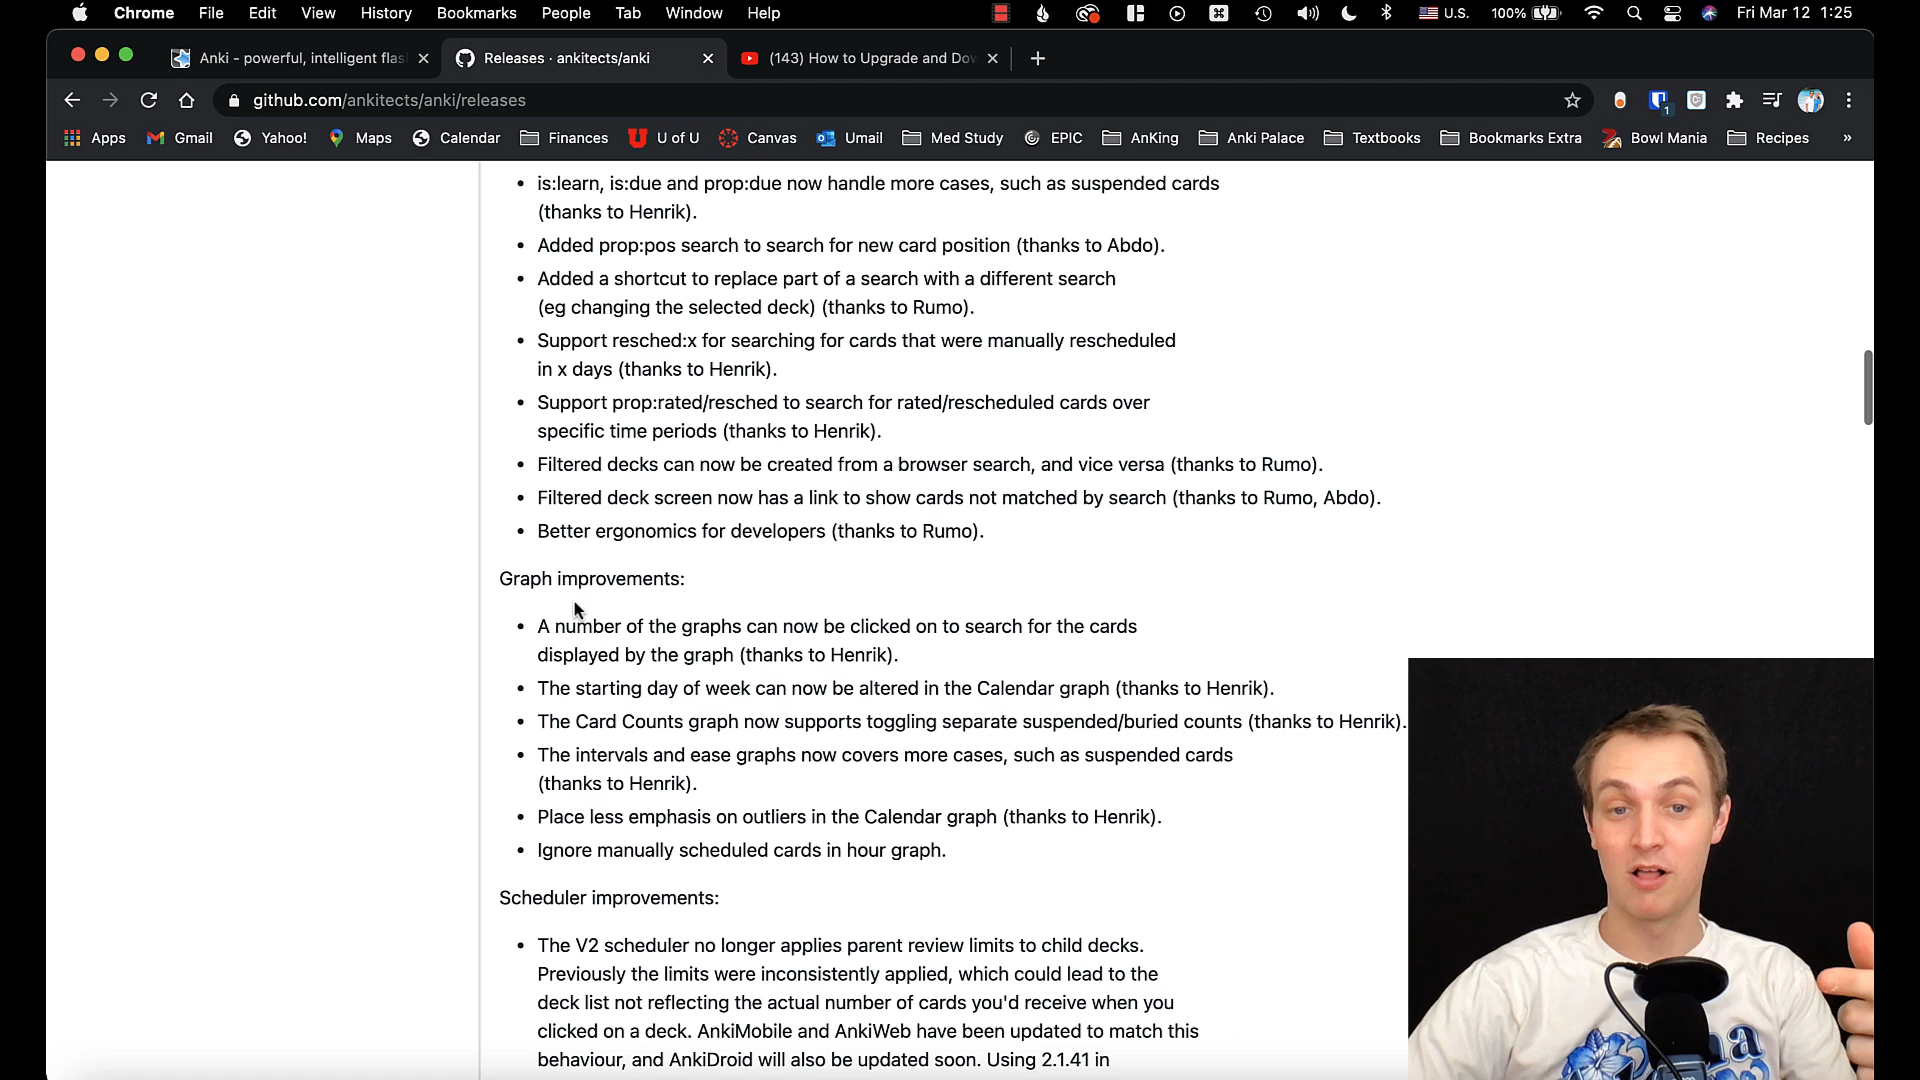 Chrome File Edit View History Bookmarks People Tab Window Help U.S. 100% Fri Mar 12 1:25
Anki - powerful, intelligent flas Releases · ankitects/anki (143) How to Upgrade and Dow
github.com/ankitects/anki/releases 1
Apps Gmail Yahoo! Maps Calendar Finances U of U Canvas Umail Med Study EPIC AnKing Anki Palace Textbooks Bookmarks Extra Bowl Mania Recipes »
• is:learn, is:due and prop:due now handle more cases, such as suspended cards
(thanks to Henrik).
• Added prop:pos search to search for new card position (thanks to Abdo).
• Added a shortcut to replace part of a search with a different search
(eg changing the selected deck) (thanks to Rumo).
• Support resched:x for searching for cards that were manually rescheduled
in x days (thanks to Henrik).
• Support prop:rated/resched to search for rated/rescheduled cards over
specific time periods (thanks to Henrik).
• Filtered decks can now be created from a browser search, and vice versa (thanks to Rumo).
• Filtered deck screen now has a link to show cards not matched by search (thanks to Rumo, Abdo).
• Better ergonomics for developers (thanks to Rumo).
Graph improvements:
• A number of the graphs can now be clicked on to search for the cards
displayed by the graph (thanks to Henrik).
• The starting day of week can now be altered in the Calendar graph (thanks to Henrik).
• The Card Counts graph now supports toggling separate suspended/buried counts (thanks to Henrik).
• The intervals and ease graphs now covers more cases, such as suspended cards
(thanks to Henrik).
• Place less emphasis on outliers in the Calendar graph (thanks to Henrik).
• Ignore manually scheduled cards in hour graph.
Scheduler improvements:
• The V2 scheduler no longer applies parent review limits to child decks.
Previously the limits were inconsistently applied, which could lead to the
deck list not reflecting the actual number of cards you'd receive when you
clicked on a deck. AnkiMobile and AnkiWeb have been updated to match this
behaviour, and AnkiDroid will also be updated soon. Using 2.1.41 in